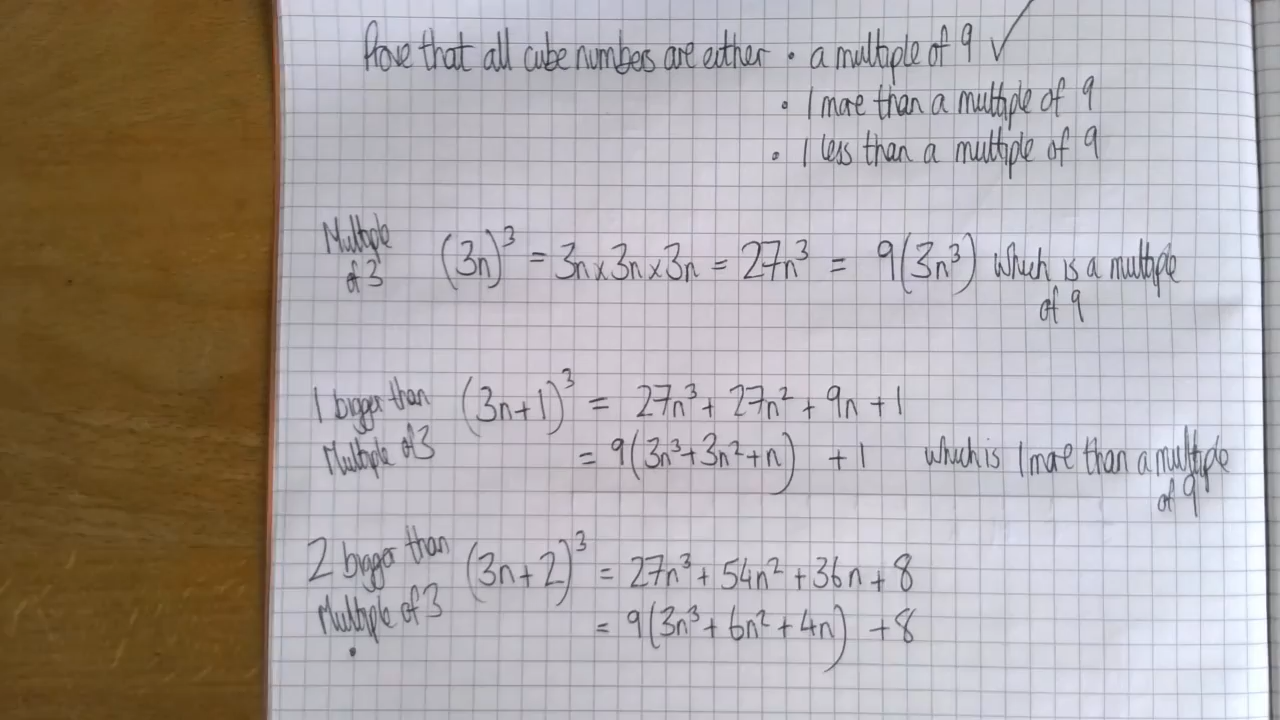 Prove that all cube numbers are either • a multiple of 9 ✓
• 1 more than a multiple of 9
• 1 less than a multiple of 9
Multiple
of 3
(3n)³ = 3n×3n×3n = 27n³ = 9(3n³) which is a multiple
of 9
1 bigger than
Multiple of 3
(3n+1)³ = 27n³ + 27n² + 9n + 1
= 9(3n³+3n²+n) + 1 which is 1 more than a multiple
of 9
2 bigger than
Multiple of 3
(3n+2)³ = 27n³ + 54n² + 36n + 8
= 9(3n³ + 6n² + 4n) + 8